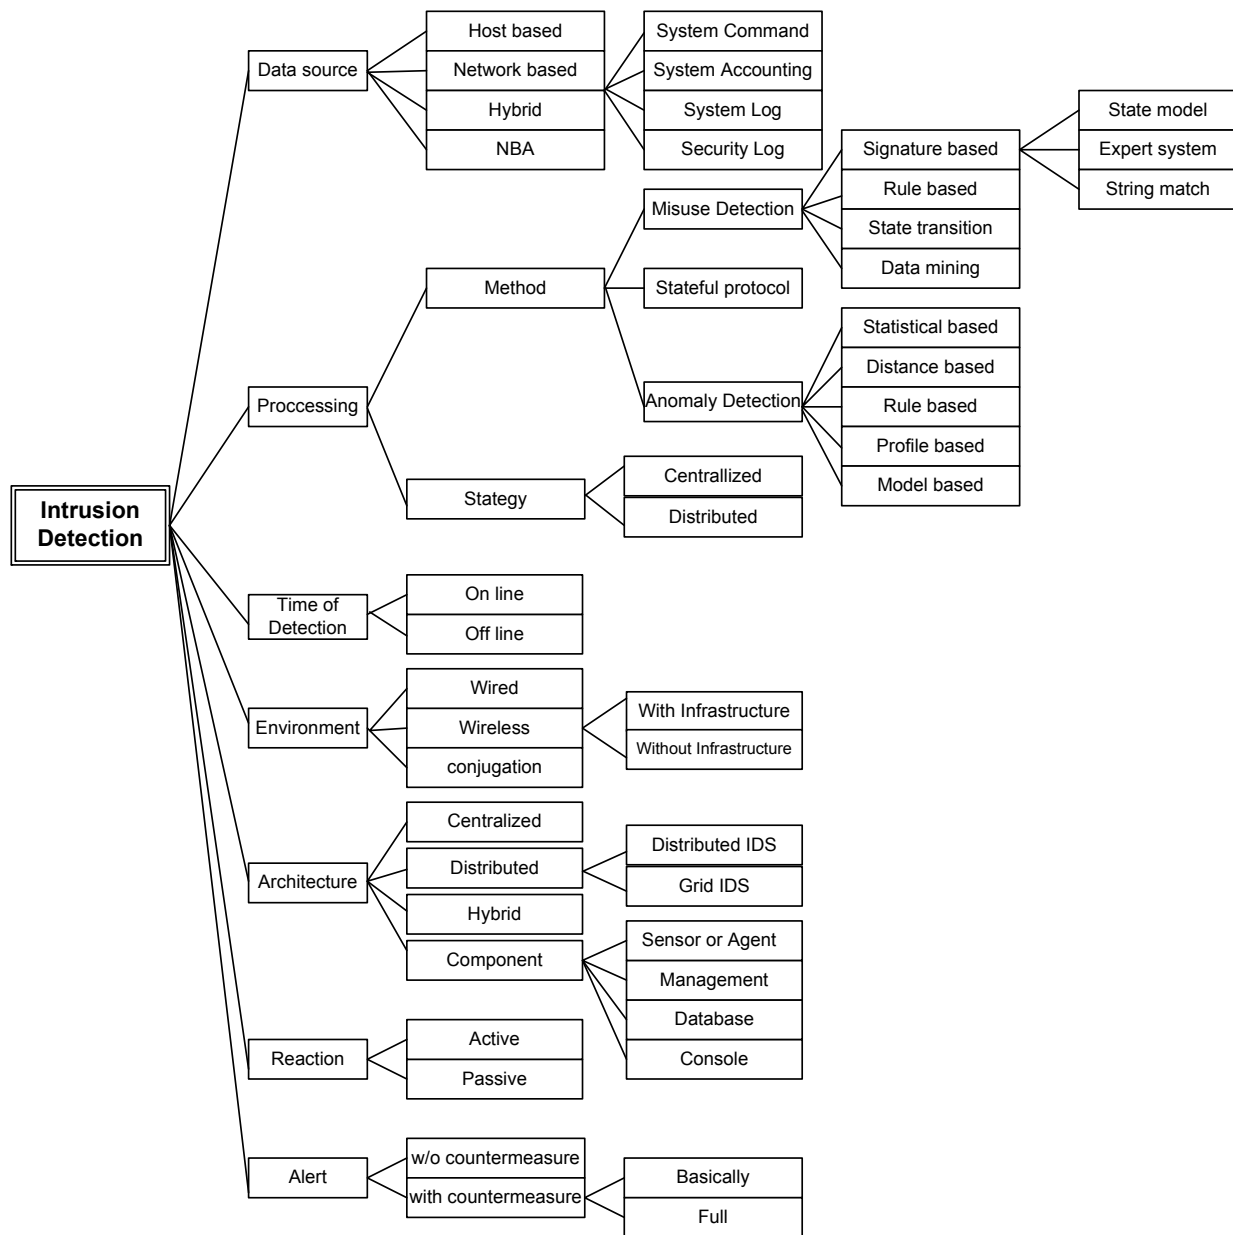 Intrusion
Detection
Data source
Host based
Network based
Hybrid
NBA
System Command
System Accounting
System Log
Security Log
Proccessing
Method
Misuse Detection
Signature based
Rule based
State transition
Data mining
State model
Expert system
String match
Stateful protocol
Anomaly Detection
Statistical based
Distance based
Rule based
Profile based
Model based
Stategy
Centrallized
Distributed
Time of
Detection
On line
Off line
Environment
Wired
Wireless
conjugation
With Infrastructure
Without Infrastructure
Architecture
Centralized
Distributed
Hybrid
Component
Distributed IDS
Grid IDS
Sensor or Agent
Management
Database
Console
Reaction
Active
Passive
Alert
w/o countermeasure
with countermeasure
Basically
Full